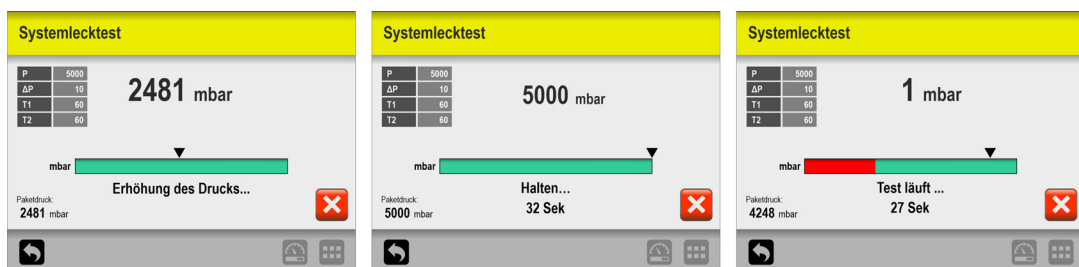 Systemlecktest
P 5000
ΔP 10
T1 60
T2 60
2481 mbar
mbar
Erhöhung des Drucks...
Paketdruck:
2481 mbar
Systemlecktest
P 5000
ΔP 10
T1 60
T2 60
5000 mbar
mbar
Halten...
32 Sek
Paketdruck:
5000 mbar
Systemlecktest
P 5000
ΔP 10
T1 60
T2 60
1 mbar
mbar
Test läuft ...
27 Sek
Paketdruck:
4248 mbar